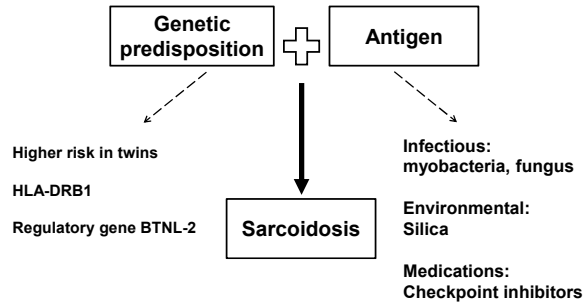 Genetic
predisposition
Antigen
Higher risk in twins
HLA-DRB1
Regulatory gene BTNL-2
Sarcoidosis
Infectious:
myobacteria, fungus
Environmental:
Silica
Medications:
Checkpoint inhibitors